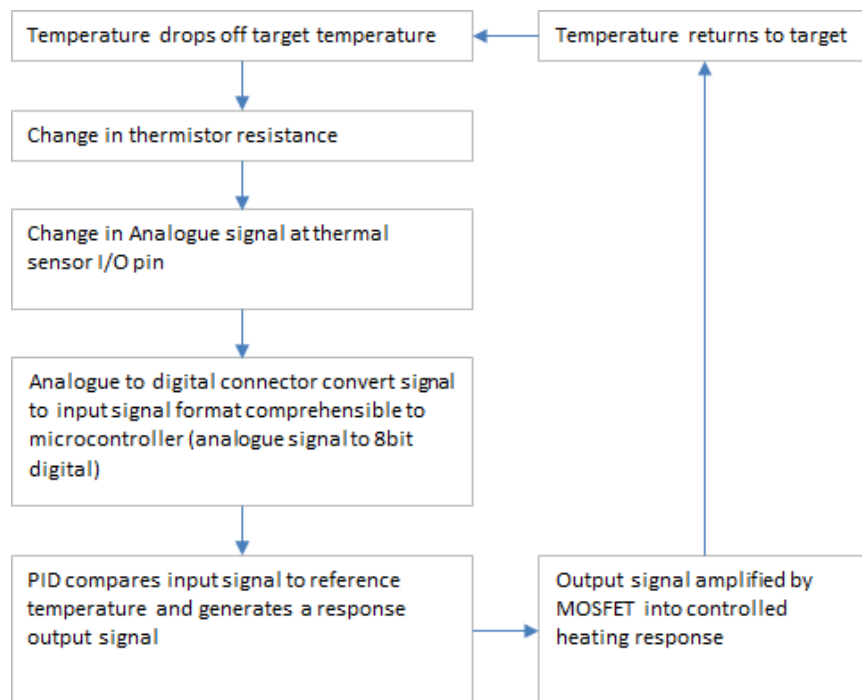 Temperature drops off target temperature
Temperature returns to target
Change in thermistor resistance
Change in Analogue signal at thermal
sensor I/O pin
Analogue to digital connector convert signal
to input signal format comprehensible to
microcontroller (analogue signal to 8bit
digital)
PID compares input signal to reference
temperature and generates a response
output signal
Output signal amplified by
MOSFET into controlled
heating response